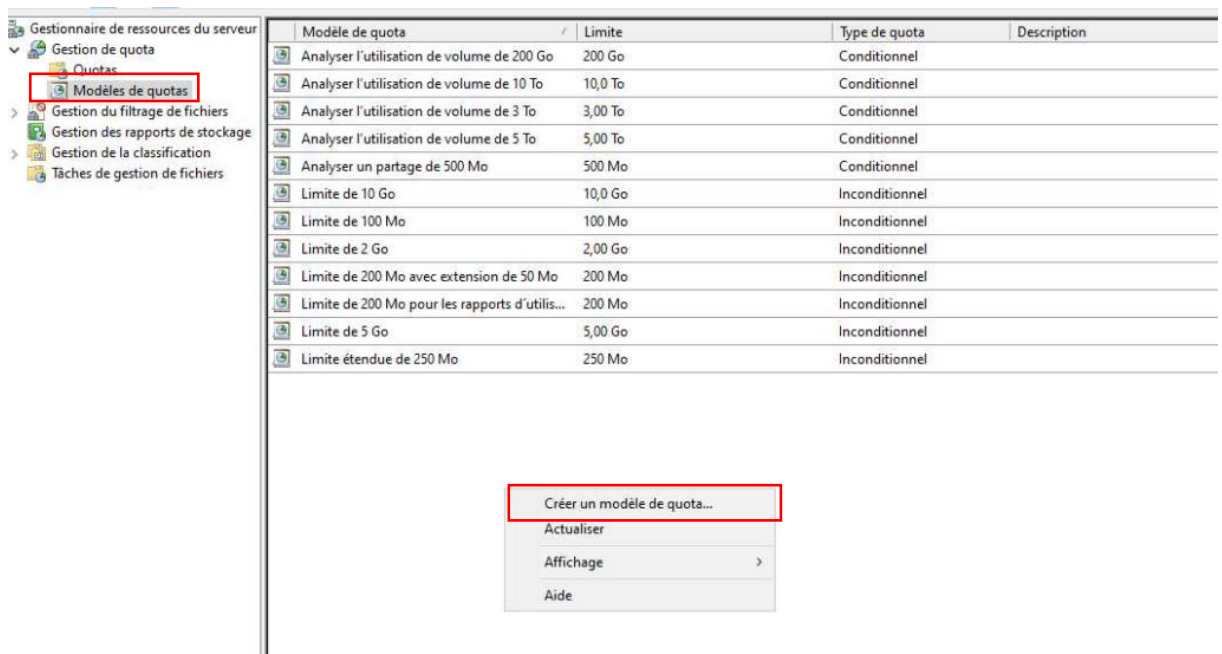 Gestionnaire de ressources du serveur
Gestion de quota
Quotas
Modèles de quotas
Gestion du filtrage de fichiers
Gestion des rapports de stockage
Gestion de la classification
Tâches de gestion de fichiers
Modèle de quota Limite Type de quota Description
Analyser l'utilisation de volume de 200 Go 200 Go Conditionnel
Analyser l'utilisation de volume de 10 To 10,0 To Conditionnel
Analyser l'utilisation de volume de 3 To 3,00 To Conditionnel
Analyser l'utilisation de volume de 5 To 5,00 To Conditionnel
Analyser un partage de 500 Mo 500 Mo Conditionnel
Limite de 10 Go 10,0 Go Inconditionnel
Limite de 100 Mo 100 Mo Inconditionnel
Limite de 2 Go 2,00 Go Inconditionnel
Limite de 200 Mo avec extension de 50 Mo 200 Mo Inconditionnel
Limite de 200 Mo pour les rapports d'utilis... 200 Mo Inconditionnel
Limite de 5 Go 5,00 Go Inconditionnel
Limite étendue de 250 Mo 250 Mo Inconditionnel
Créer un modèle de quota...
Actualiser
Affichage
Aide